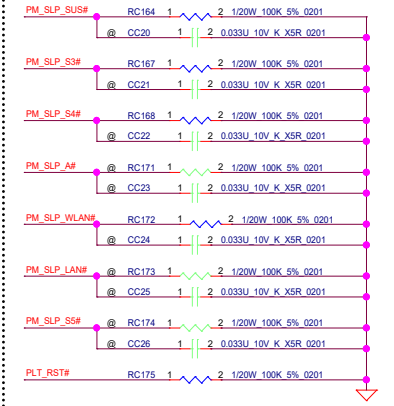 PM_SLP_SUS# RC164 1 2 1/20W_100K_5%_0201
@ CC20 1 2 0.033U_10V_K_X5R_0201
PM_SLP_S3# RC167 1 2 1/20W_100K_5%_0201
@ CC21 1 2 0.033U_10V_K_X5R_0201
PM_SLP_S4# RC168 1 2 1/20W_100K_5%_0201
@ CC22 1 2 0.033U_10V_K_X5R_0201
PM_SLP_A# @ RC171 1 2 1/20W_100K_5%_0201
@ CC23 1 2 0.033U_10V_K_X5R_0201
PM_SLP_WLAN# RC172 1 2 1/20W_100K_5%_0201
@ CC24 1 2 0.033U_10V_K_X5R_0201
PM_SLP_LAN# @ RC173 1 2 1/20W_100K_5%_0201
@ CC25 1 2 0.033U_10V_K_X5R_0201
PM_SLP_S5# @ RC174 1 2 1/20W_100K_5%_0201
@ CC26 1 2 0.033U_10V_K_X5R_0201
PLT_RST# RC175 1 2 1/20W_100K_5%_0201